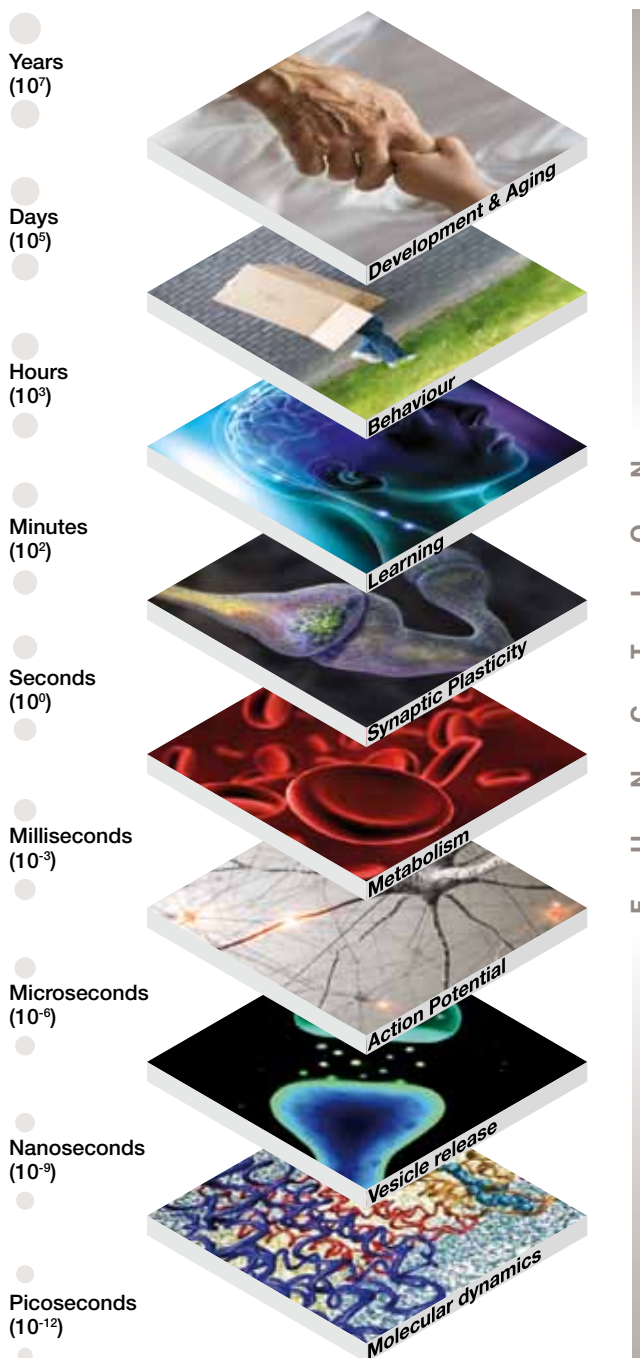 Years
(10⁷)
Development & Aging
Days
(10⁵)
Behaviour
Hours
(10³)
Learning
Minutes
(10²)
Synaptic Plasticity
Seconds
(10⁰)
Metabolism
Milliseconds
(10⁻³)
Action Potential
Microseconds
(10⁻⁶)
Vesicle release
Nanoseconds
(10⁻⁹)
Molecular dynamics
Picoseconds
(10⁻¹²)
FUNCTION